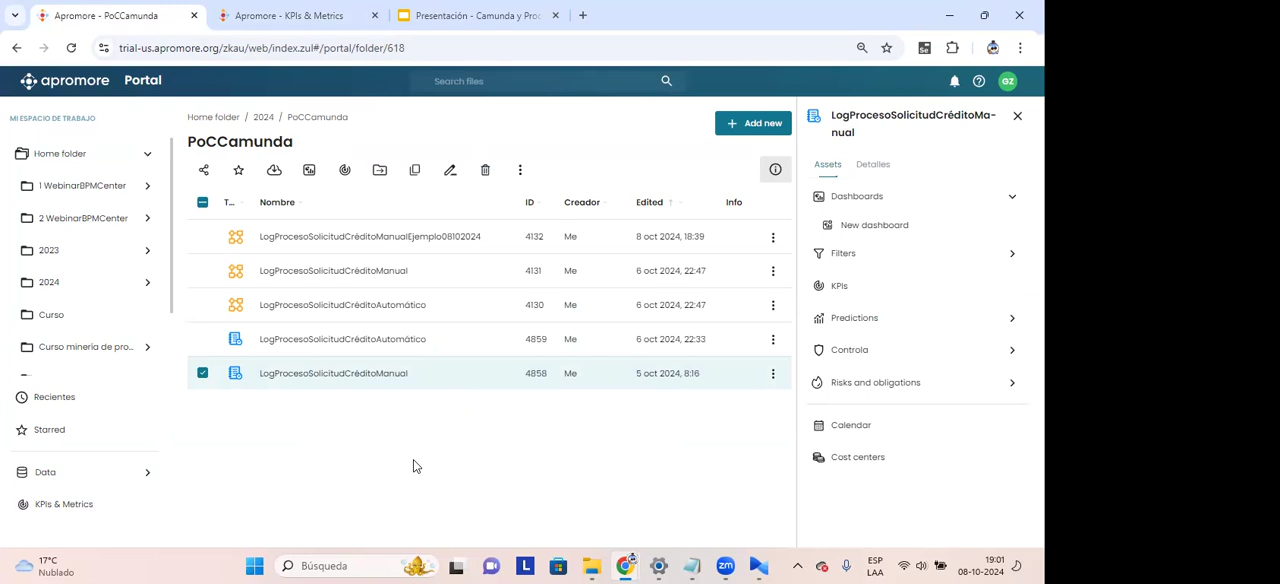 Apromore - PoCCamunda
Apromore - KPIs & Metrics
Presentación - Camunda y Proc
trial-us.apromore.org/zkau/web/index.zul#/portal/folder/618
apromore Portal
Search files
GZ
MI ESPACIO DE TRABAJO
Home folder
1 WebinarBPMCenter
2 WebinarBPMCenter
2023
2024
Curso
Curso minería de pro...
Recientes
Starred
Data
KPIs & Metrics
Home folder / 2024 / PoCCamunda
PoCCamunda
Add new
T... Nombre ID Creador Edited Info
LogProcesoSolicitudCréditoManualEjemplo08102024 4132 Me 8 oct 2024, 18:39
LogProcesoSolicitudCréditoManual 4131 Me 6 oct 2024, 22:47
LogProcesoSolicitudCréditoAutomático 4130 Me 6 oct 2024, 22:47
LogProcesoSolicitudCréditoAutomático 4859 Me 6 oct 2024, 22:33
LogProcesoSolicitudCréditoManual 4858 Me 5 oct 2024, 8:16
LogProcesoSolicitudCréditoMa-
nual
Assets Detalles
Dashboards
New dashboard
Filters
KPIs
Predictions
Controla
Risks and obligations
Calendar
Cost centers
17°C
Nublado
Búsqueda
L
zm
ESP
LAA
19:01
08-10-2024